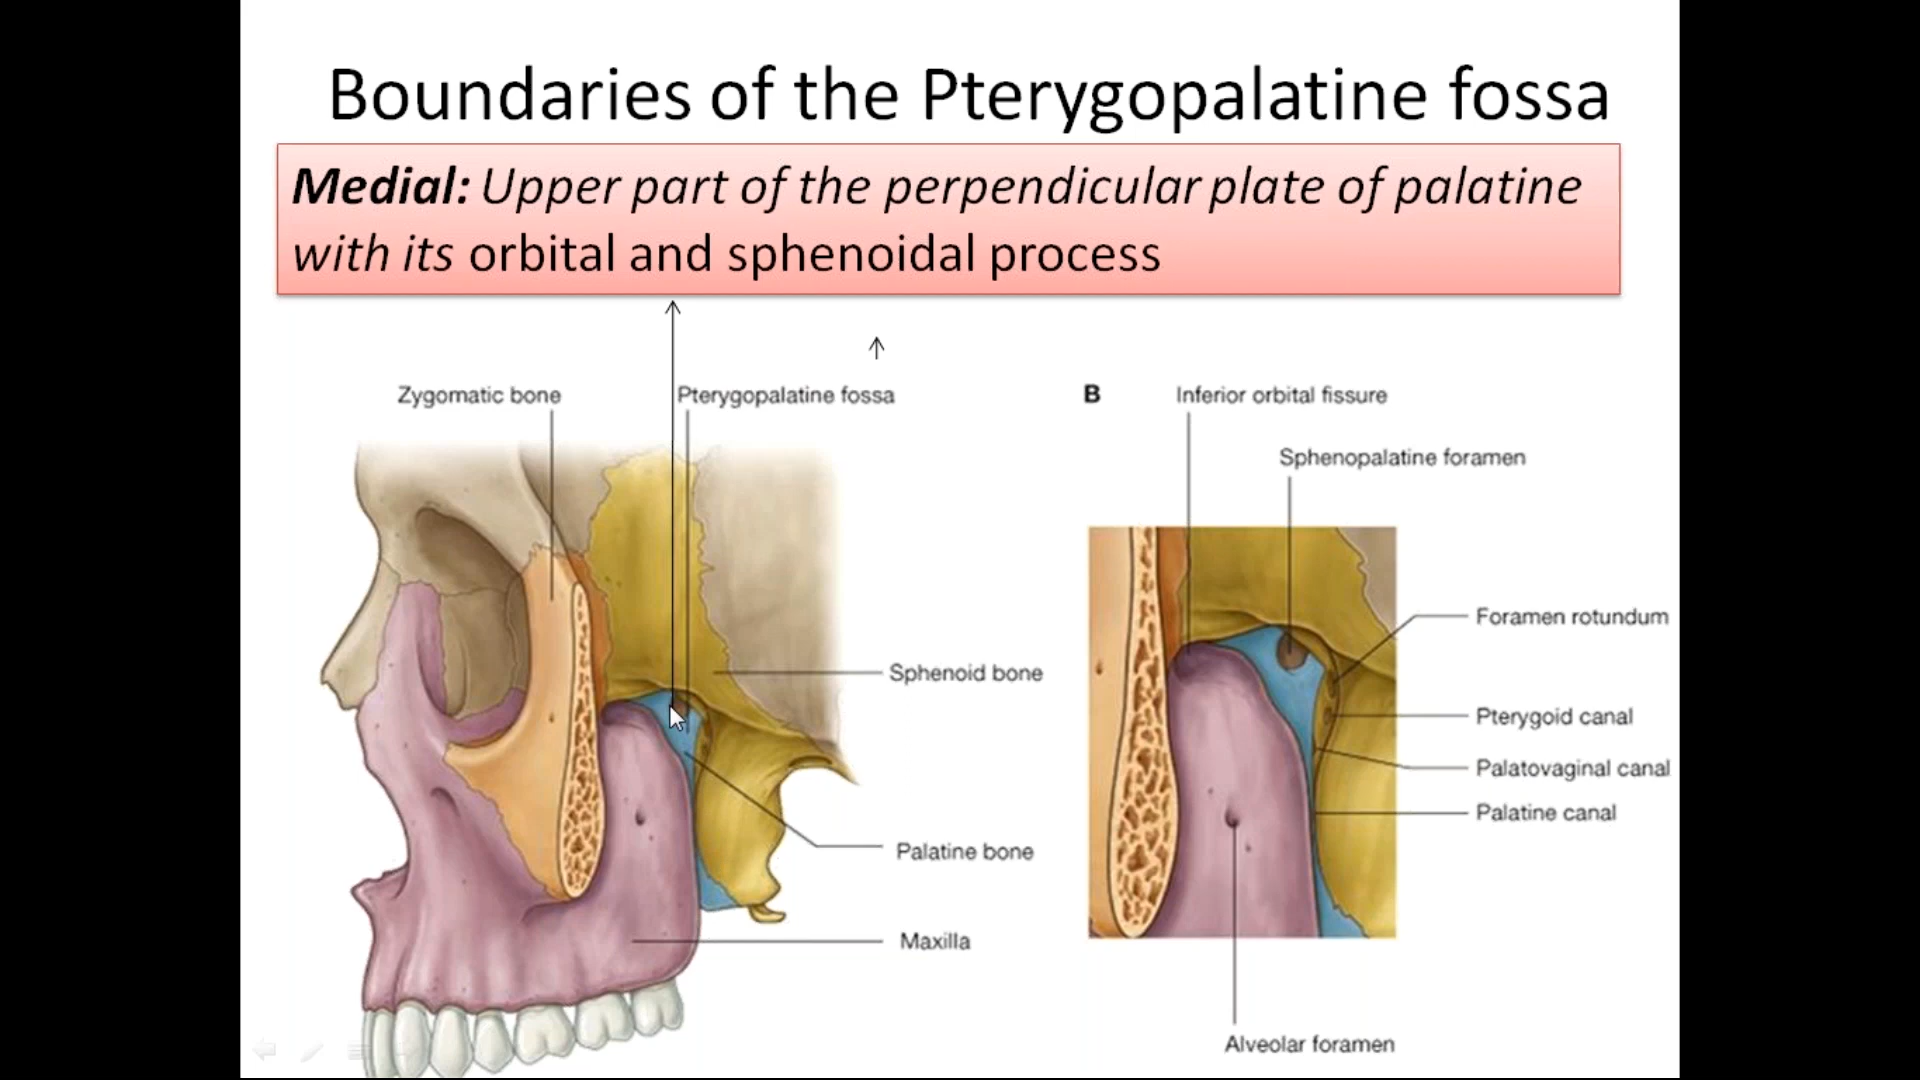 Boundaries of the Pterygopalatine fossa
Medial: Upper part of the perpendicular plate of palatine
with its orbital and sphenoidal process
Zygomatic bone
Pterygopalatine fossa
Sphenoid bone
Palatine bone
Maxilla
B
Inferior orbital fissure
Sphenopalatine foramen
Foramen rotundum
Pterygoid canal
Palatovaginal canal
Palatine canal
Alveolar foramen